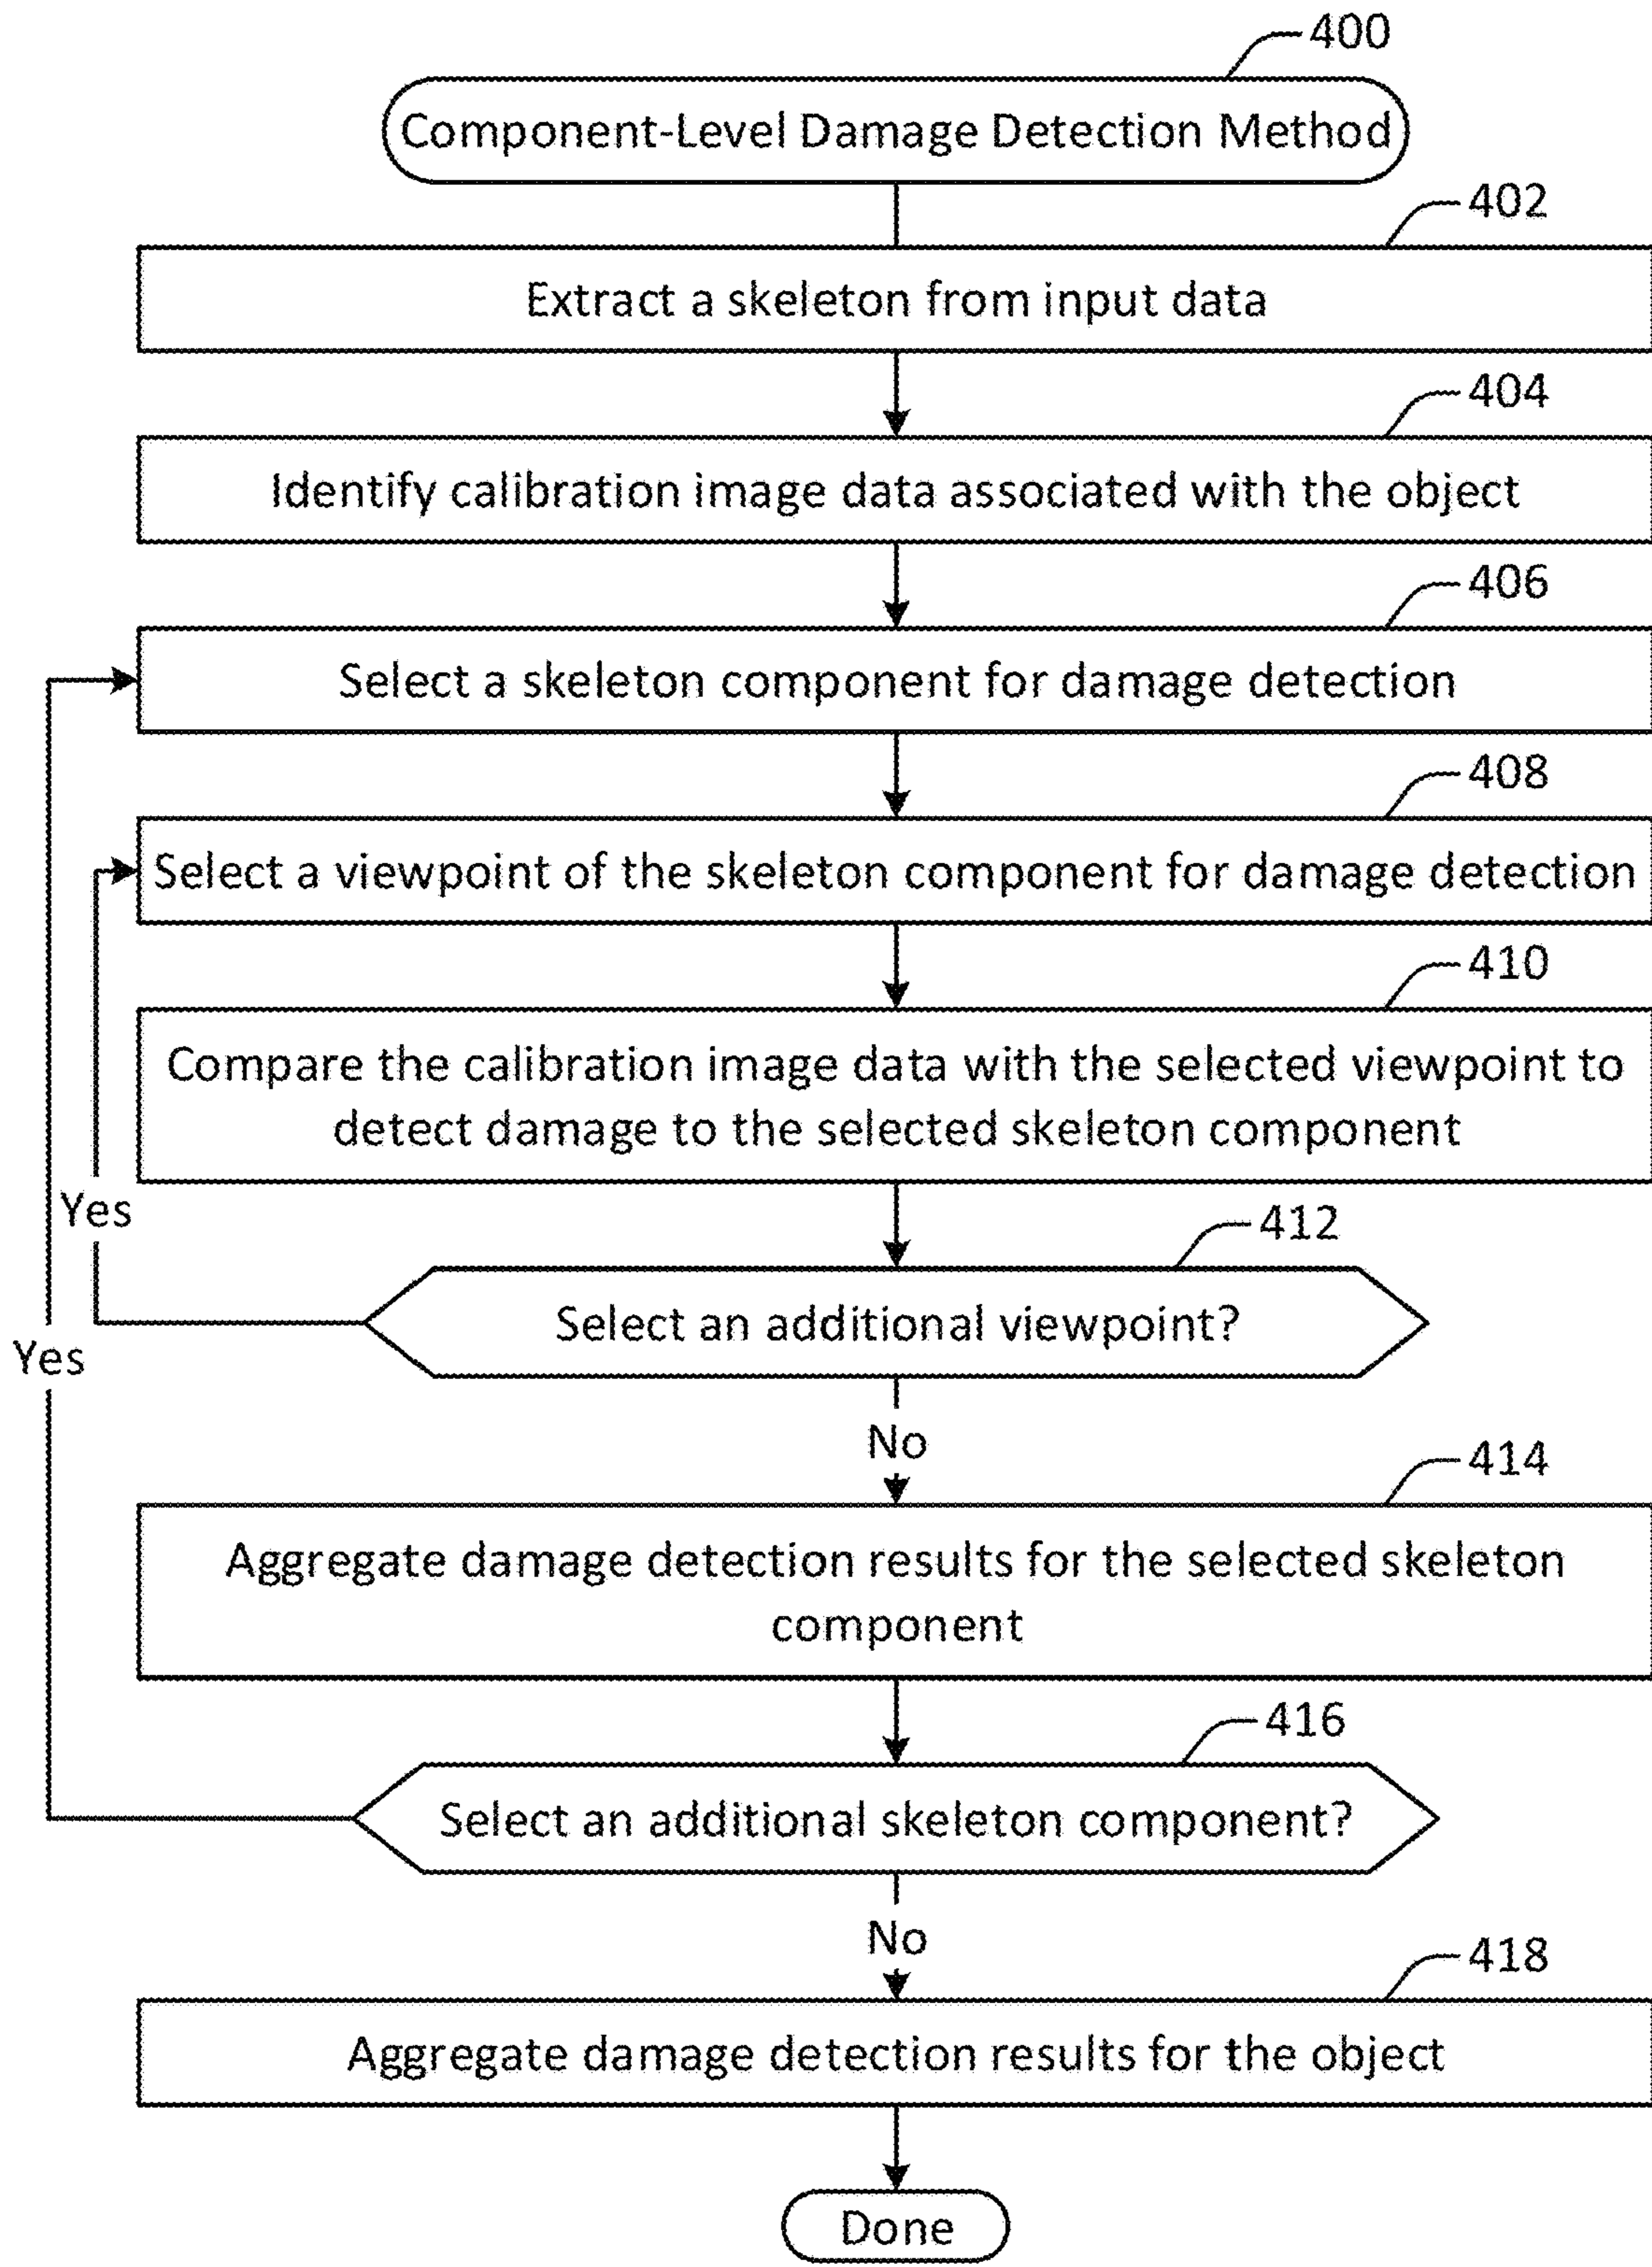 400
Component-Level Damage Detection Method
402
Extract a skeleton from input data
404
Identify calibration image data associated with the object
406
Select a skeleton component for damage detection
408
Select a viewpoint of the skeleton component for damage detection
410
Compare the calibration image data with the selected viewpoint to
detect damage to the selected skeleton component
Yes
412
Select an additional viewpoint?
Yes
No
414
Aggregate damage detection results for the selected skeleton
component
416
Select an additional skeleton component?
No
418
Aggregate damage detection results for the object
Done